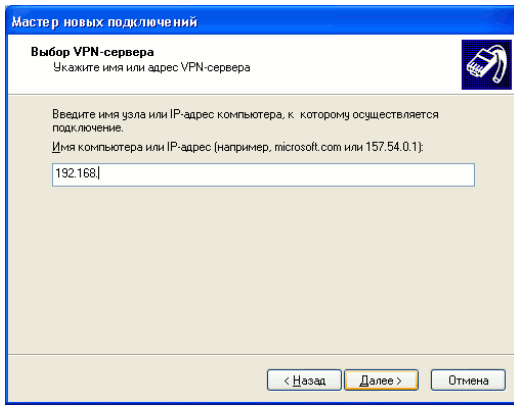 Мастер новых подключений
Выбор VPN-сервера
Укажите имя или адрес VPN-сервера
Введите имя узла или IP-адрес компьютера, к которому осуществляется
подключение.
Имя компьютера или IP-адрес (например, microsoft.com или 157.54.0.1):
192.168.
< Назад Далее > Отмена